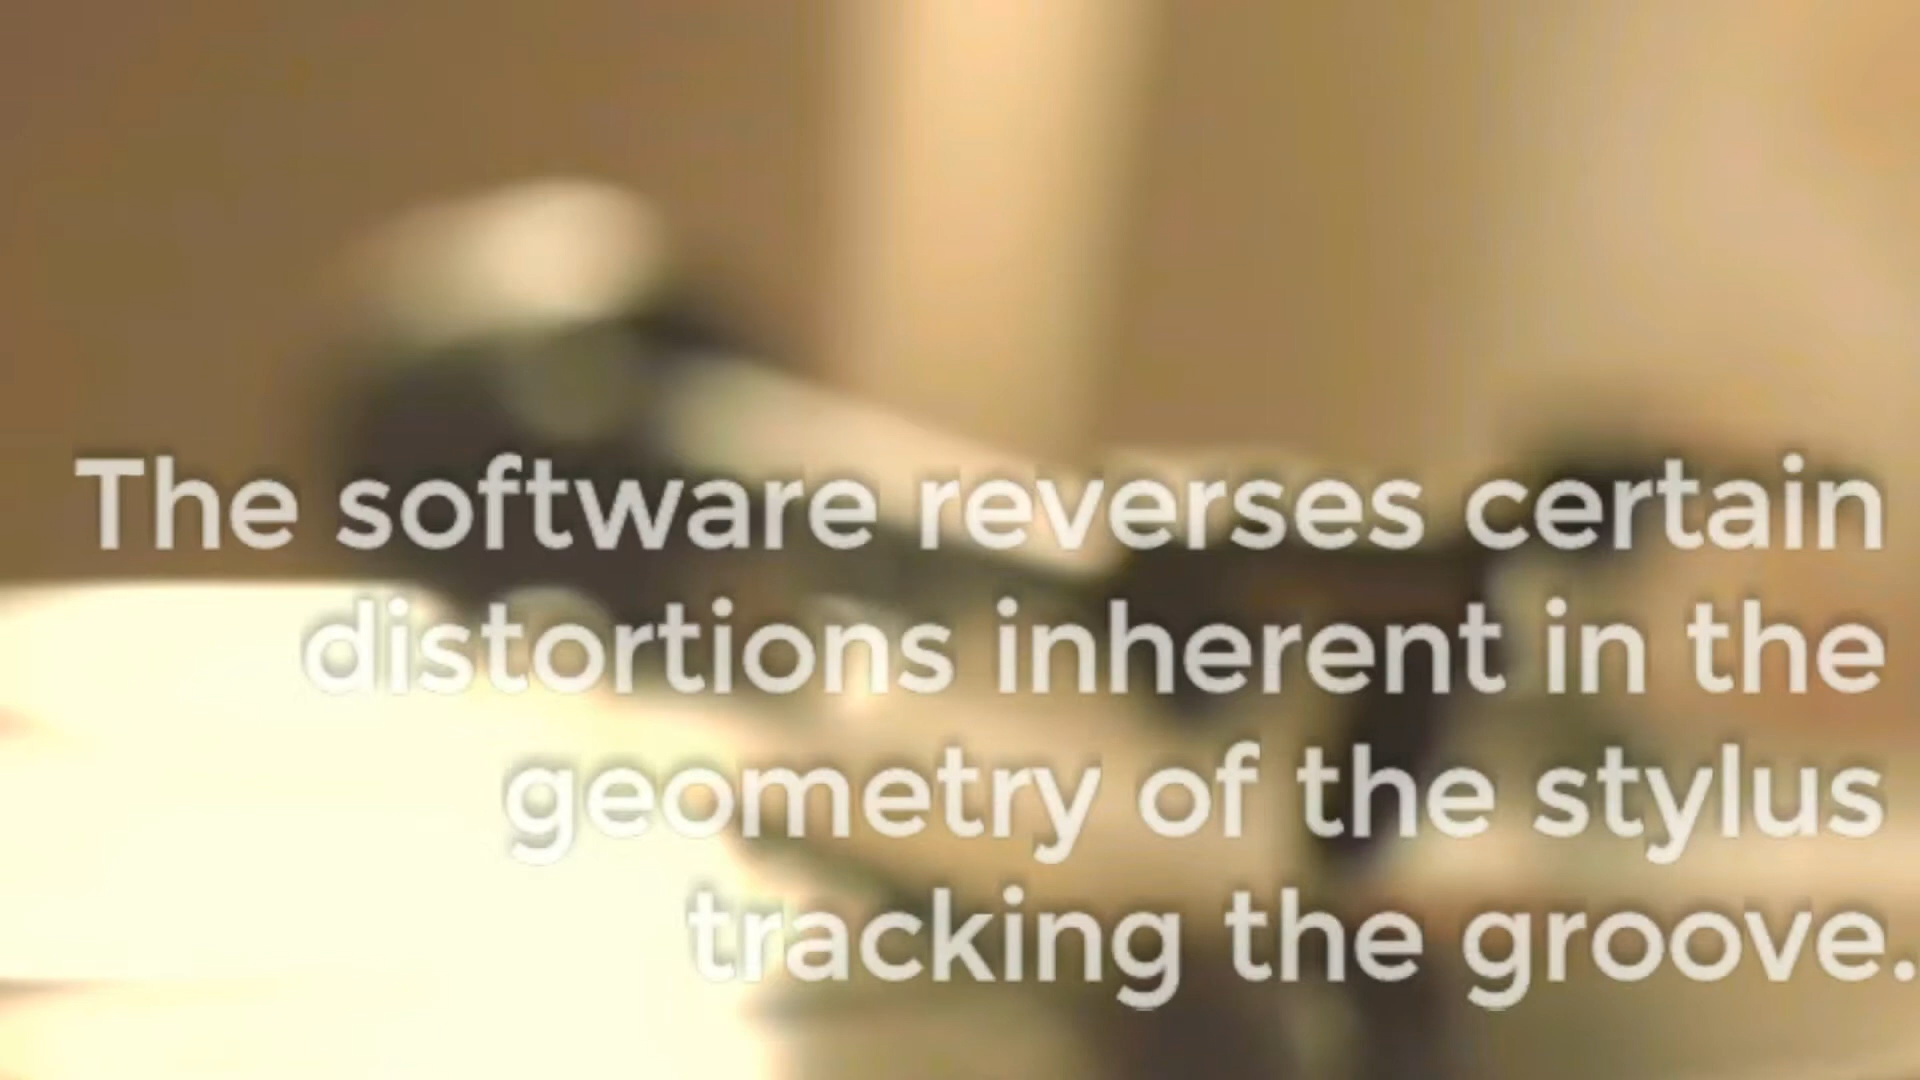 The software reverses certain
distortions inherent in the
geometry of the stylus
tracking the groove.